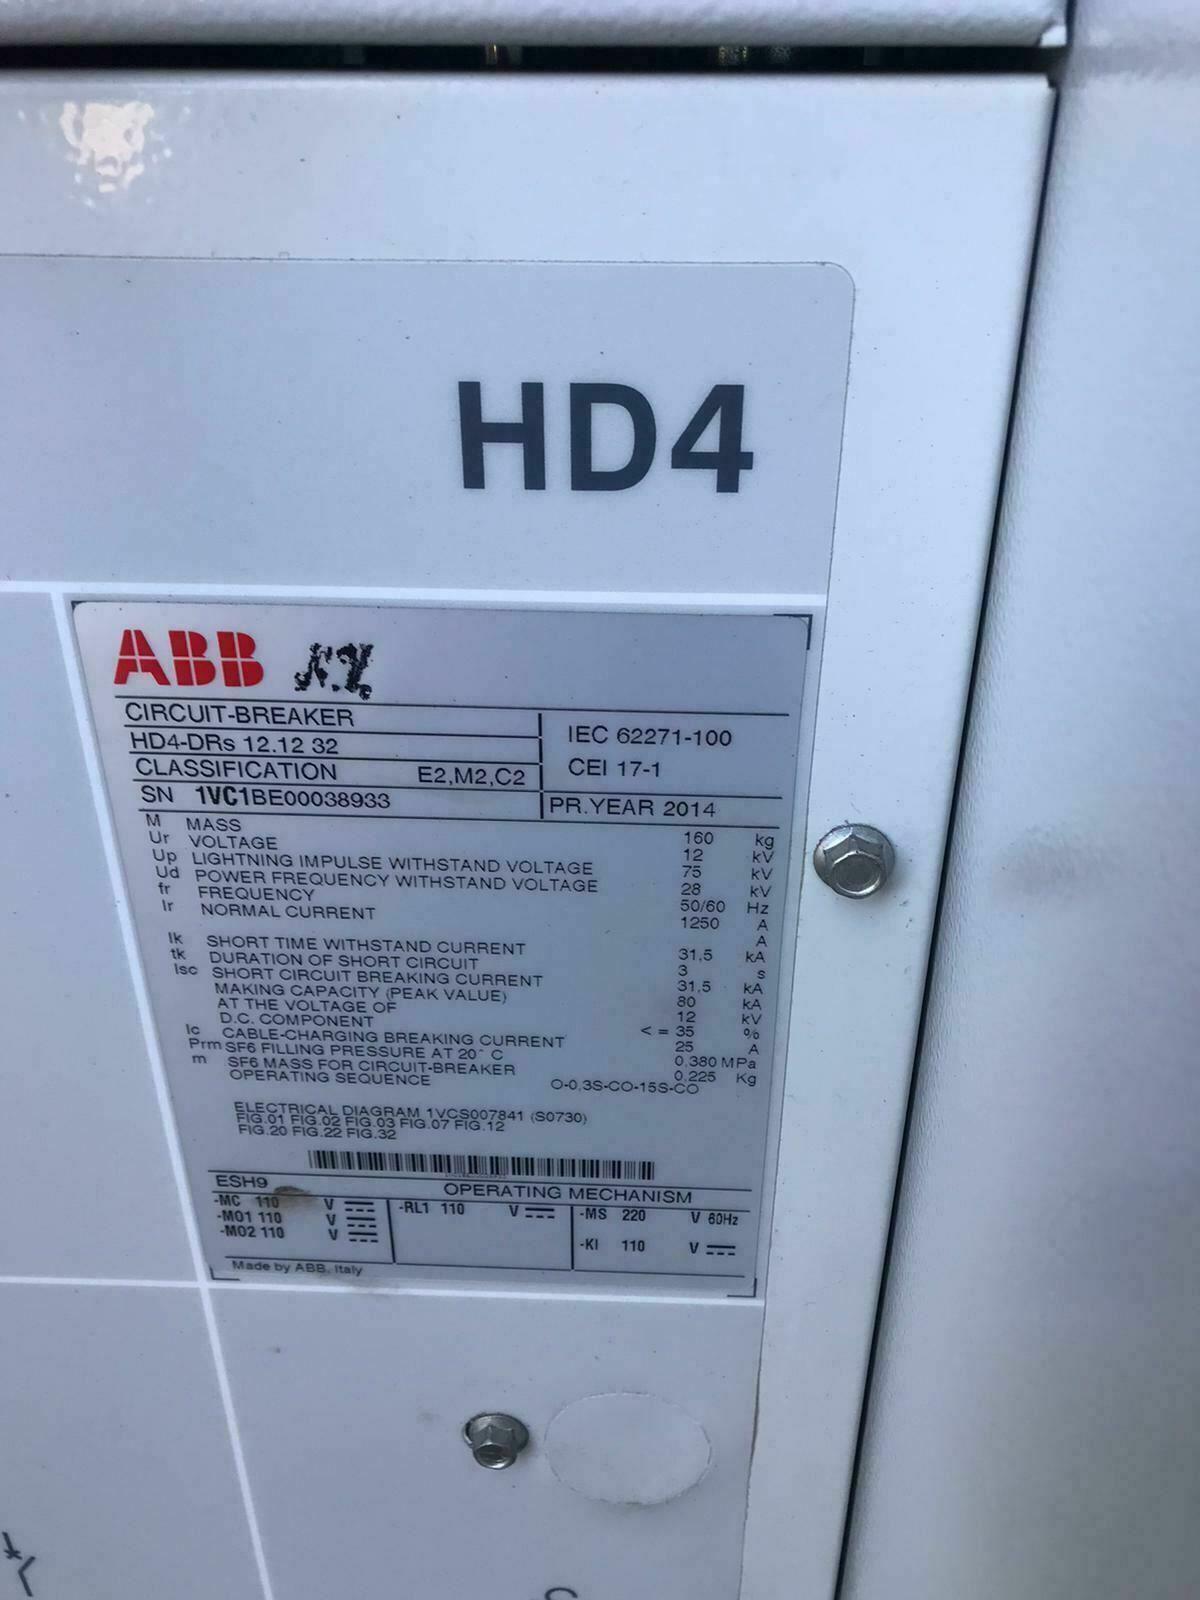 HD4
ABB
CIRCUIT-BREAKER
HD4-DRs 12.12 32
IEC 62271-100
CEI 17-1
CLASSIFICATION E2,M2,C2
SN 1VC1BE00038933
PR.YEAR 2014
M MASS 160 kg
Ur VOLTAGE 12 kV
Up LIGHTNING IMPULSE WITHSTAND VOLTAGE 75 kV
Ud POWER FREQUENCY WITHSTAND VOLTAGE 28 kV
fr FREQUENCY 50/60 Hz
Ir NORMAL CURRENT 1250 A
A
Ik SHORT TIME WITHSTAND CURRENT 31,5 kA
tk DURATION OF SHORT CIRCUIT 3 s
Isc SHORT CIRCUIT BREAKING CURRENT 31,5 kA
MAKING CAPACITY (PEAK VALUE) 80 kA
AT THE VOLTAGE OF 12 kV
D.C. COMPONENT <= 35 %
Ic CABLE-CHARGING BREAKING CURRENT 25 A
Prm SF6 FILLING PRESSURE AT 20° C 0,380 MPa
m SF6 MASS FOR CIRCUIT-BREAKER 0,225 Kg
OPERATING SEQUENCE O-0,3S-CO-15S-CO
ELECTRICAL DIAGRAM 1VCS007841 (S0730)
FIG.01 FIG.02 FIG.03 FIG.07 FIG.12
FIG.20 FIG.22 FIG.32
ESH9 OPERATING MECHANISM
-MC 110 V
-MO1 110 V
-MO2 110 V
-RL1 110 V
-MS 220 V 60Hz
-KI 110 V
Made by ABB, Italy